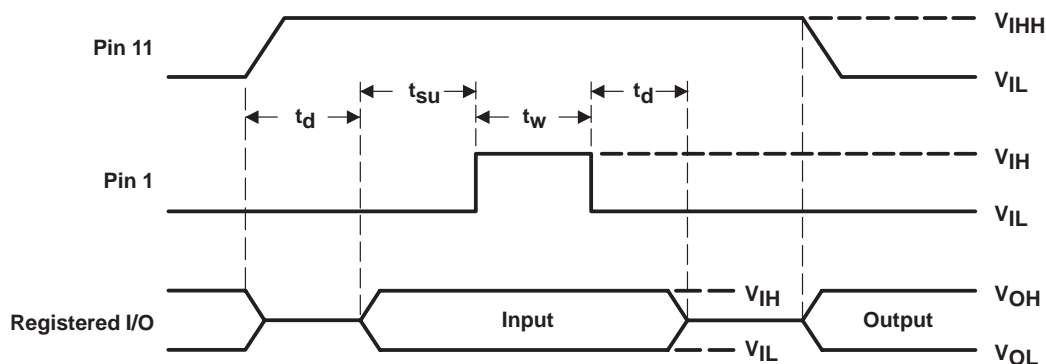 VIHH
Pin 11
VIL
tsu
td
td
tw
VIH
Pin 1
VIL
VIH
VOH
Registered I/O
Input
Output
VIL
VOL